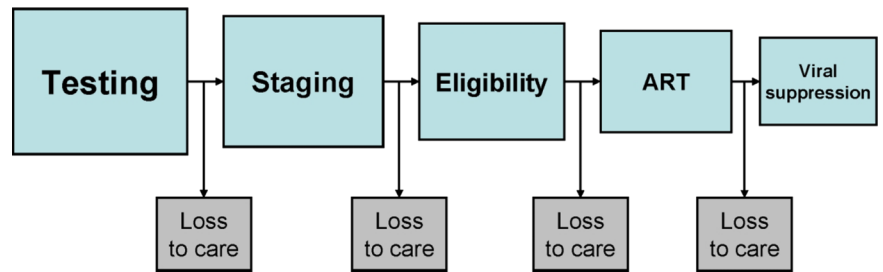 Testing
Staging
Eligibility
ART
Viral
suppression
Loss
to care
Loss
to care
Loss
to care
Loss
to care